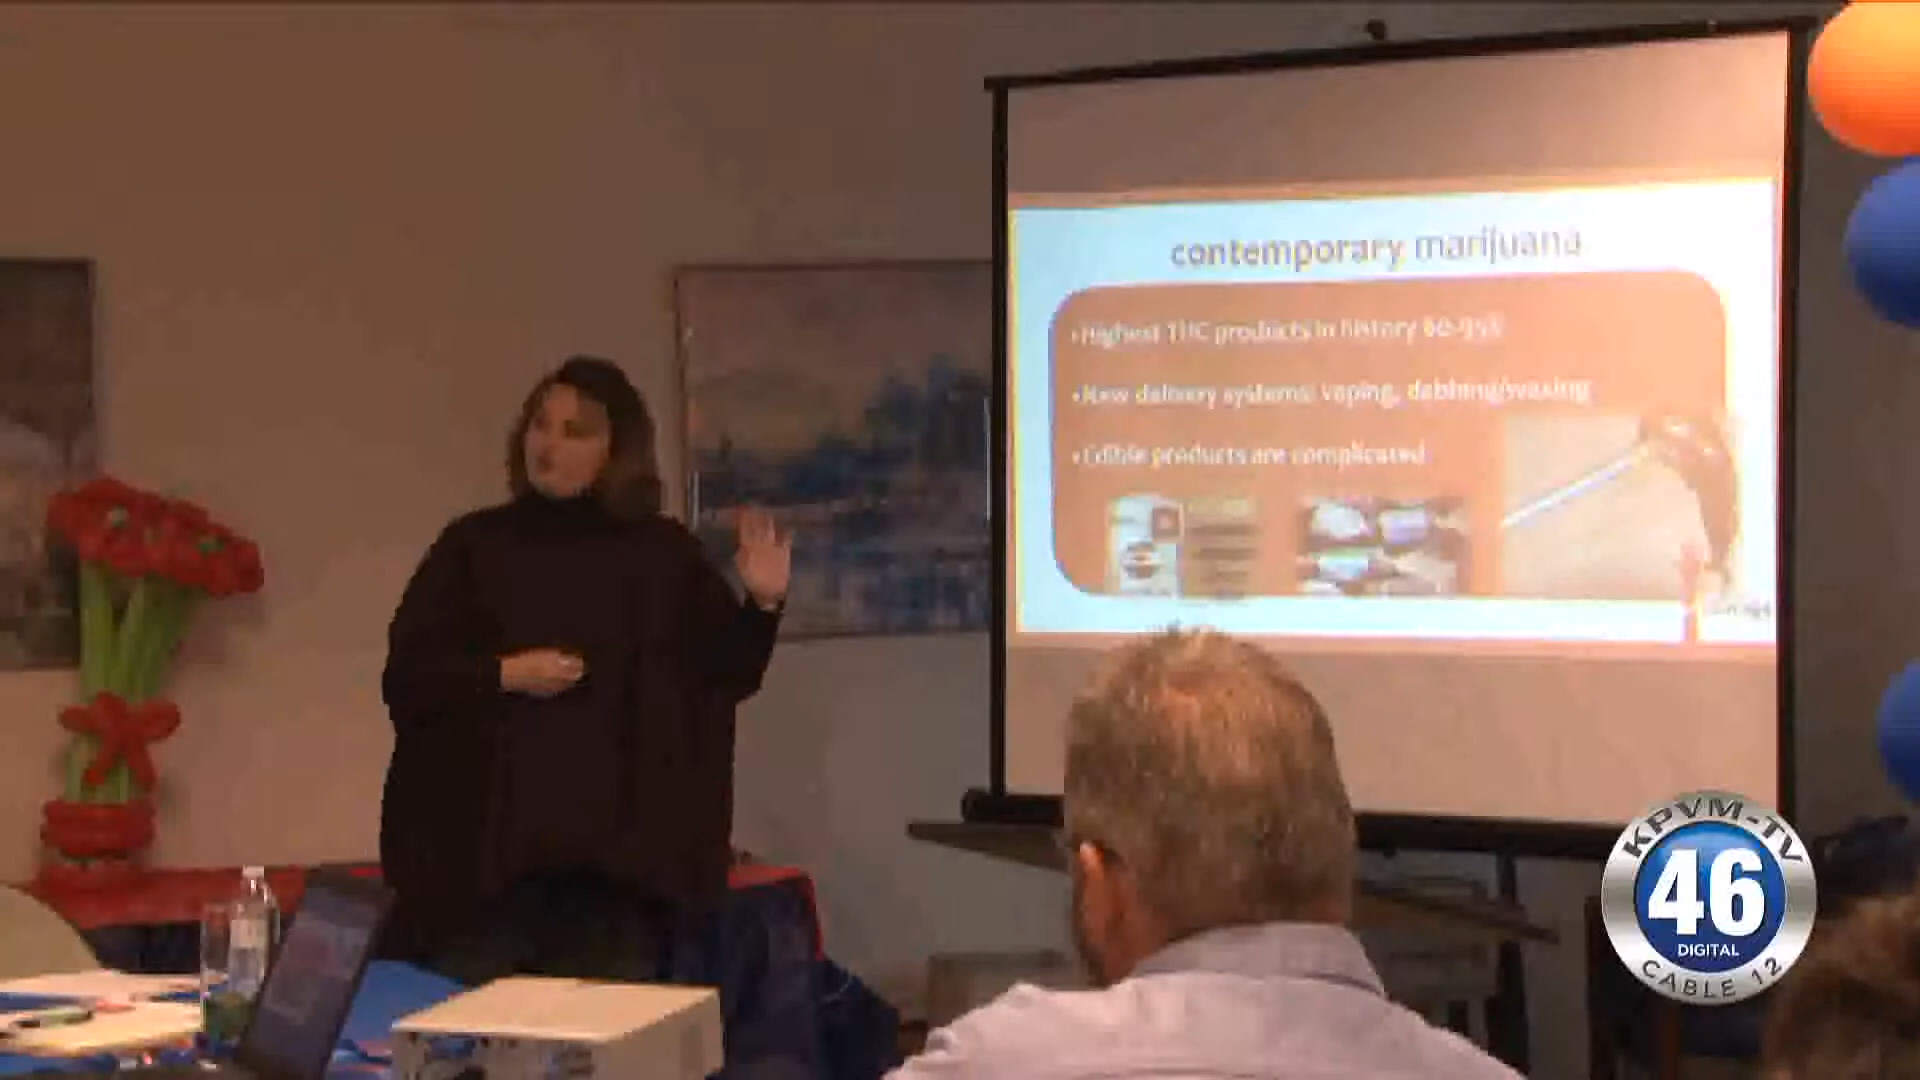 contemporary marijuana
• Highest THC products in history 60-95%
• New delivery systems: vaping, dabbing/waxing
• Edible products are complicated
KPVM-TV
46
DIGITAL
CABLE 12